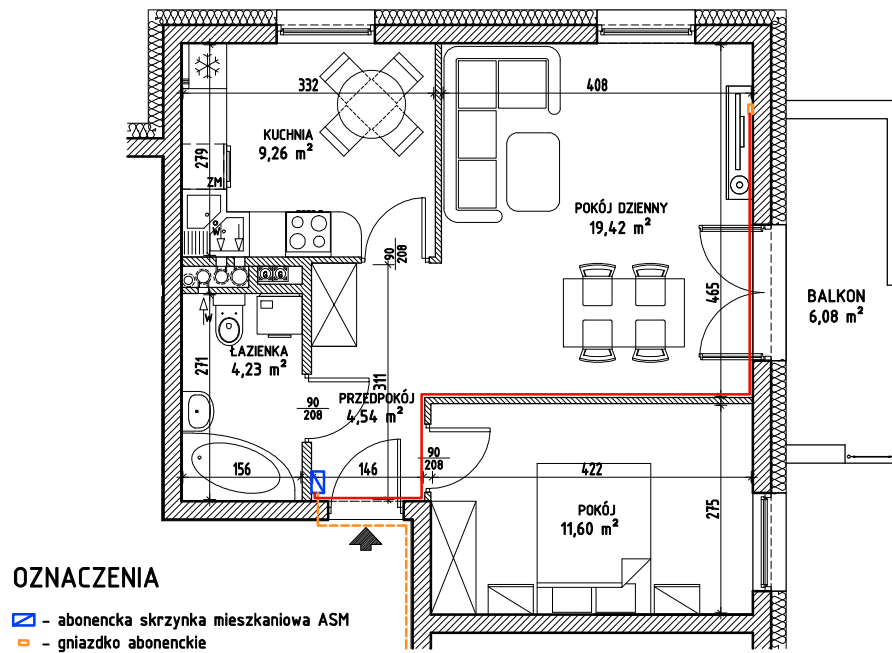 332
408
KUCHNIA
9,26 m²
279
ZM
POKÓJ DZIENNY
19,42 m²
W
90
208
465
BALKON
6,08 m²
W
ŁAZIENKA
4,23 m²
271
311
PRZEDPOKÓJ
4,54 m²
90
208
90
208
156
146
422
POKÓJ
11,60 m²
275
OZNACZENIA
- abonencka skrzynka mieszkaniowa ASM
- gniazdko abonenckie